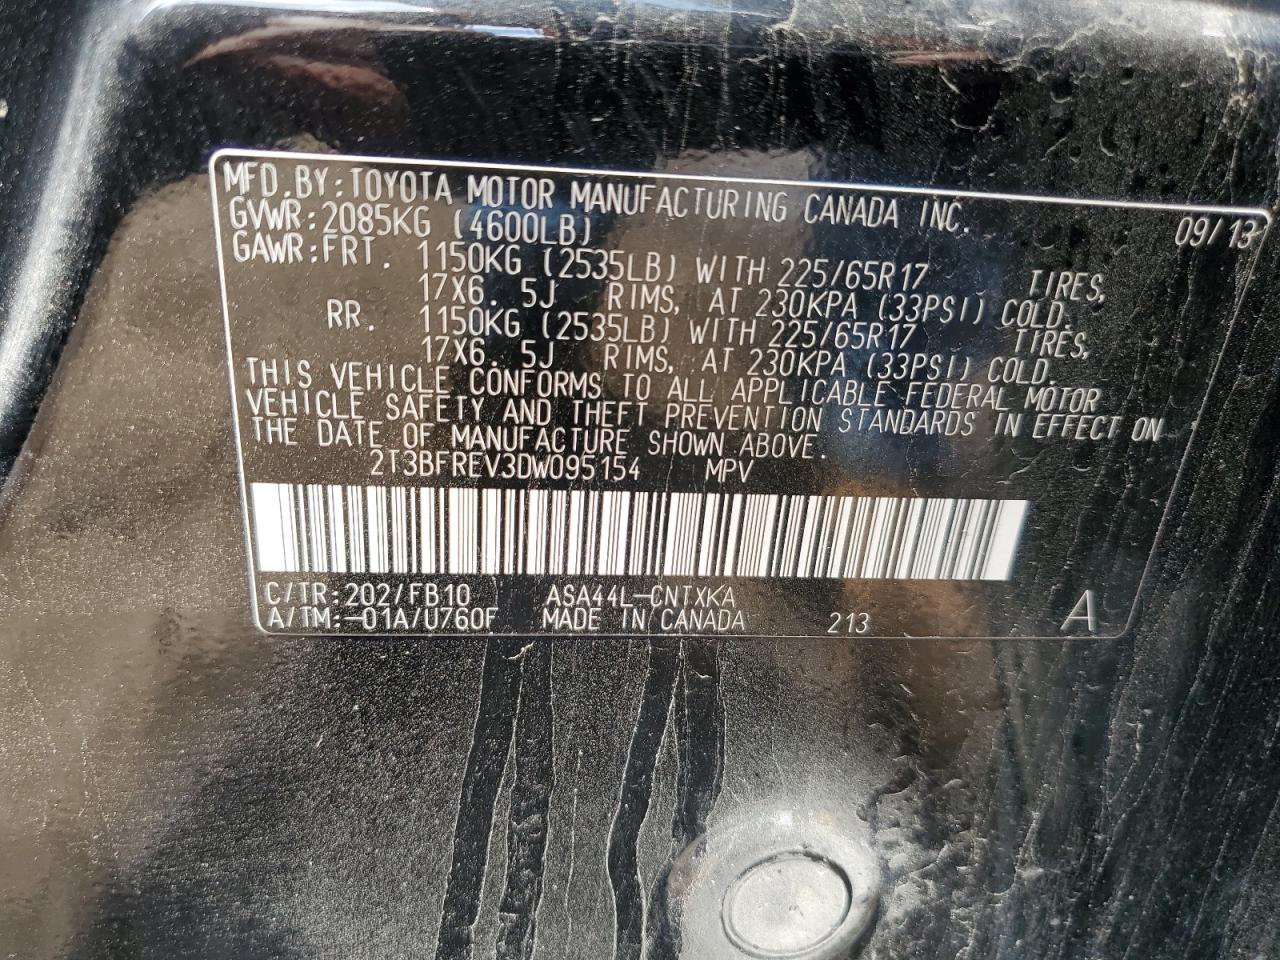 MFD.BY:TOYOTA MOTOR MANUFACTURING CANADA INC. 09/13
GVWR:2085KG (4600LB)
GAWR:FRT. 1150KG (2535LB) WITH 225/65R17 TIRES,
17X6.5J RIMS, AT 230KPA (33PSI) COLD.
RR. 1150KG (2535LB) WITH 225/65R17 TIRES,
17X6.5J RIMS, AT 230KPA (33PSI) COLD.
THIS VEHICLE CONFORMS TO ALL APPLICABLE FEDERAL MOTOR
VEHICLE SAFETY AND THEFT PREVENTION STANDARDS IN EFFECT ON
THE DATE OF MANUFACTURE SHOWN ABOVE.
2T3BFREV3DW095154 MPV
C/TR:202/FB10 ASA44L-CNTXKA
A/TM:-01A/U760F MADE IN CANADA 213 A